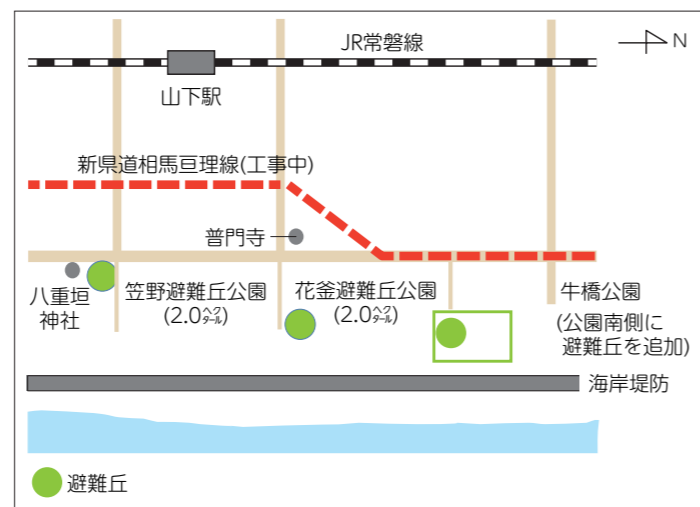 JR常磐線
N
山下駅
新県道相馬亘理線(工事中)
普門寺
八重垣
神社
笠野避難丘公園
(2.0㌶)
花釜避難丘公園
(2.0㌶)
牛橋公園
(公園南側に
避難丘を追加)
海岸堤防
避難丘